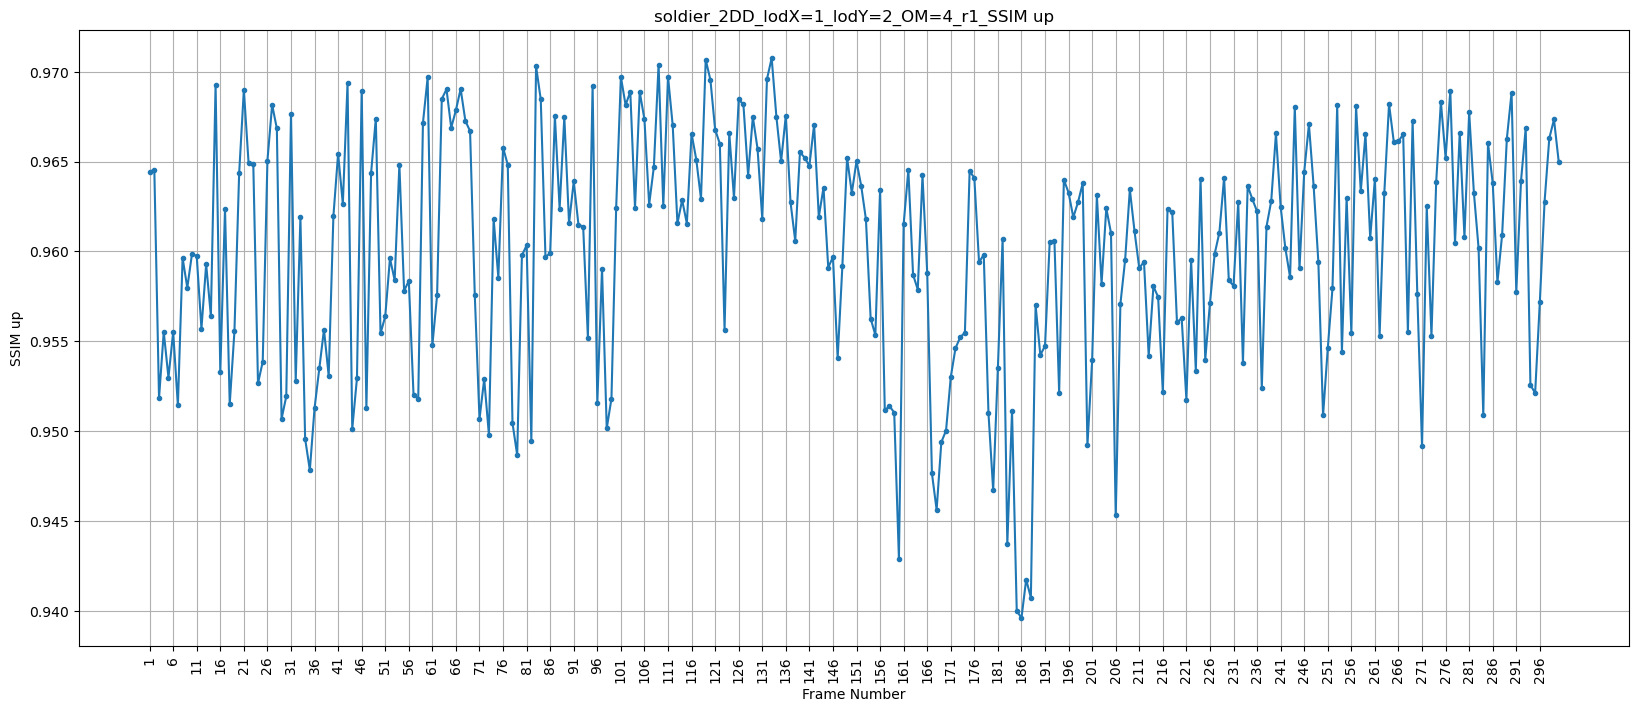 soldier_2DD_lodX=1_lodY=2_OM=4_r1_SSIM up
SSIM up
0.970
0.965
0.960
0.955
0.950
0.945
0.940
1 6 11 16 21 26 31 36 41 46 51 56 61 66 71 76 81 86 91 96 101 106 111 116 121 126 131 136 141 146 151 156 161 166 171 176 181 186 191 196 201 206 211 216 221 226 231 236 241 246 251 256 261 266 271 276 281 286 291 296
Frame Number